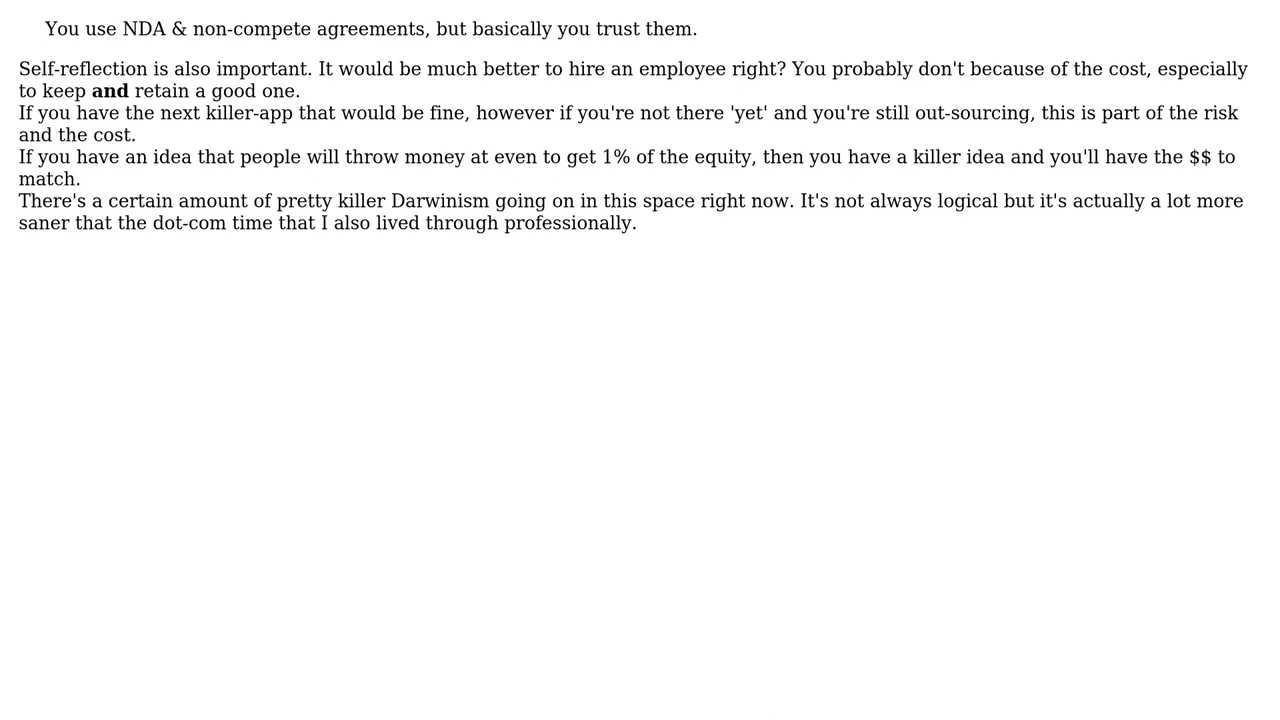 You use NDA & non-compete agreements, but basically you trust them.
Self-reflection is also important. It would be much better to hire an employee right? You probably don't because of the cost, especially
to keep and retain a good one.
If you have the next killer-app that would be fine, however if you're not there 'yet' and you're still out-sourcing, this is part of the risk
and the cost.
If you have an idea that people will throw money at even to get 1% of the equity, then you have a killer idea and you'll have the $$ to
match.
There's a certain amount of pretty killer Darwinism going on in this space right now. It's not always logical but it's actually a lot more
saner that the dot-com time that I also lived through professionally.